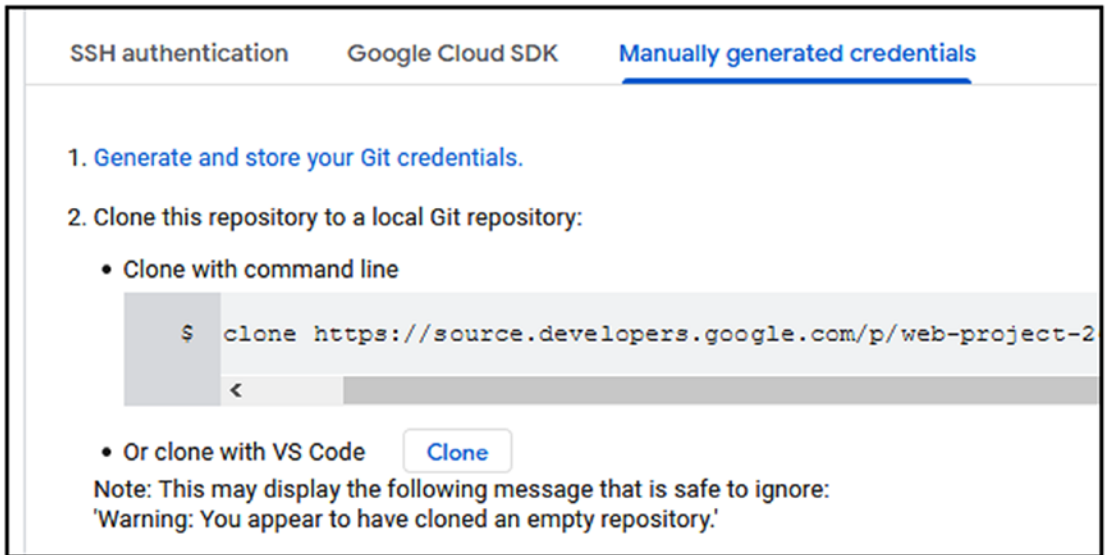 SSH authentication Google Cloud SDK Manually generated credentials
1. Generate and store your Git credentials.
2. Clone this repository to a local Git repository:
• Clone with command line
$ clone https://source.developers.google.com/p/web-project-2
<
• Or clone with VS Code Clone
Note: This may display the following message that is safe to ignore:
'Warning: You appear to have cloned an empty repository.'